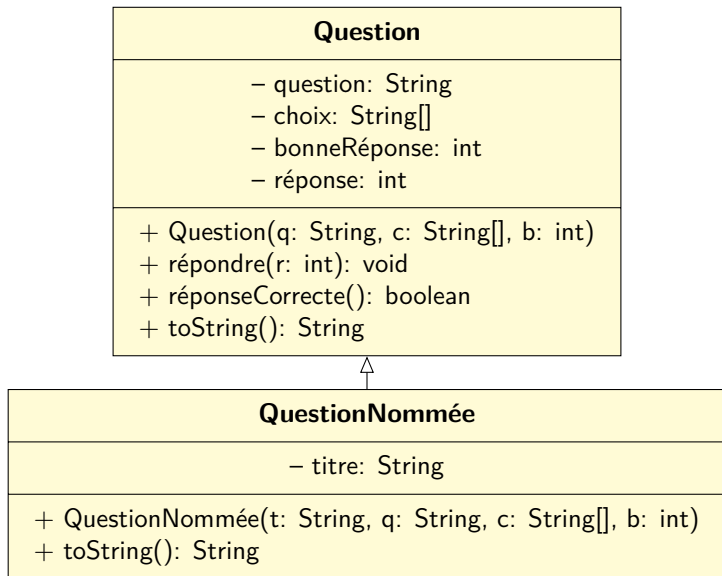 Question
– question: String
– choix: String[]
– bonneRéponse: int
– réponse: int
+ Question(q: String, c: String[], b: int)
+ répondre(r: int): void
+ réponseCorrecte(): boolean
+ toString(): String
QuestionNommée
– titre: String
+ QuestionNommée(t: String, q: String, c: String[], b: int)
+ toString(): String